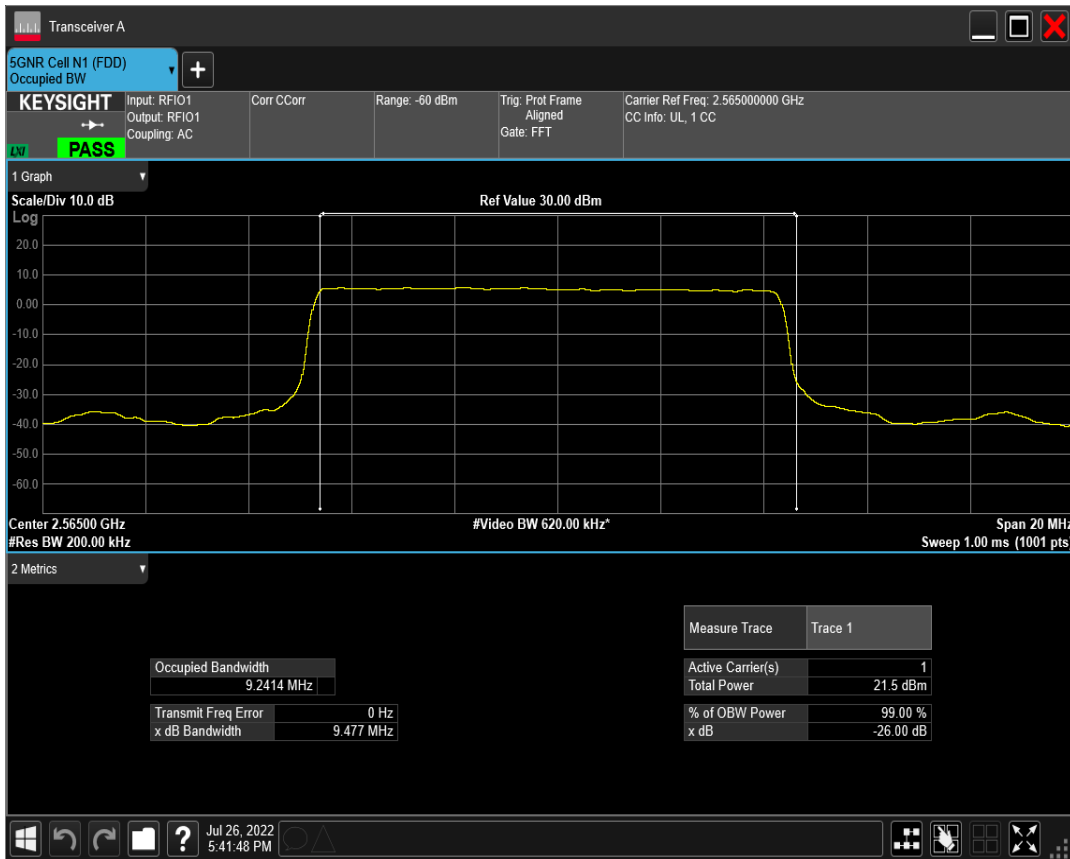 Transceiver A
5GNR Cell N1 (FDD)
Occupied BW
+
KEYSIGHT
LXI
PASS
Input: RFIO1
Output: RFIO1
Coupling: AC
Corr CCorr
Range: -60 dBm
Trig: Prot Frame
Aligned
Gate: FFT
Carrier Ref Freq: 2.565000000 GHz
CC Info: UL, 1 CC
1 Graph
Scale/Div 10.0 dB
Ref Value 30.00 dBm
Log
20.0
10.0
0.00
-10.0
-20.0
-30.0
-40.0
-50.0
-60.0
Center 2.56500 GHz
#Video BW 620.00 kHz*
Span 20 MHz
#Res BW 200.00 kHz
Sweep 1.00 ms (1001 pts)
2 Metrics
Measure Trace Trace 1
Occupied Bandwidth
9.2414 MHz
Active Carrier(s) 1
Total Power 21.5 dBm
Transmit Freq Error 0 Hz
x dB Bandwidth 9.477 MHz
% of OBW Power 99.00 %
x dB -26.00 dB
?
Jul 26, 2022
5:41:48 PM